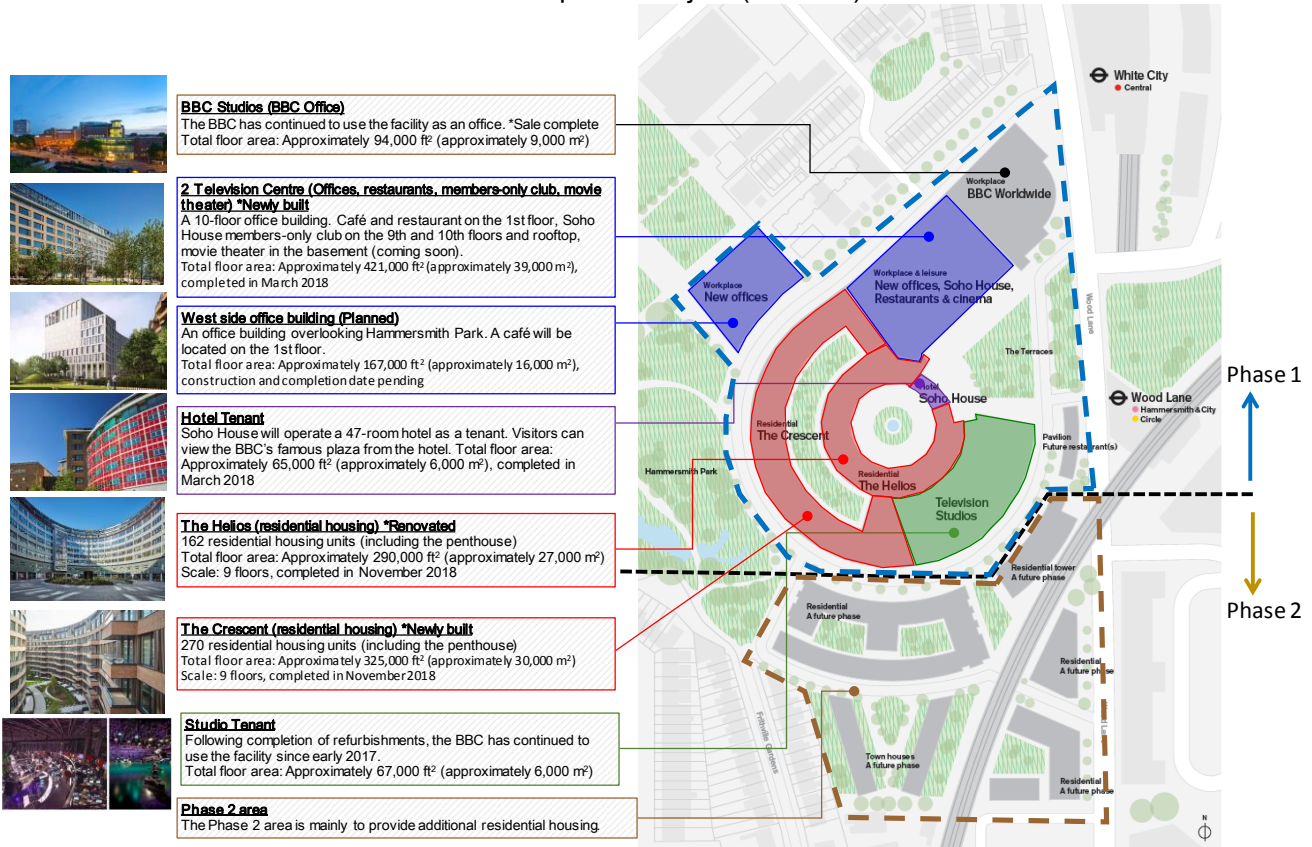 BBC Studios (BBC Office)
The BBC has continued to use the facility as an office. *Sale complete
Total floor area: Approximately 94,000 ft² (approximately 9,000 m²)
2 Television Centre (Offices, restaurants, members-only club, movie
theater) *Newly built
A 10-floor office building. Café and restaurant on the 1st floor, Soho
House members-only club on the 9th and 10th floors and rooftop,
movie theater in the basement (coming soon).
Total floor area: Approximately 421,000 ft² (approximately 39,000 m²),
completed in March 2018
West side office building (Planned)
An office building overlooking Hammersmith Park. A café will be
located on the 1st floor.
Total floor area: Approximately 167,000 ft² (approximately 16,000 m²),
construction and completion date pending
Hotel Tenant
Soho House will operate a 47-room hotel as a tenant. Visitors can
view the BBC's famous plaza from the hotel. Total floor area:
Approximately 65,000 ft² (approximately 6,000 m²), completed in
March 2018
The Helios (residential housing) *Renovated
162 residential housing units (including the penthouse)
Total floor area: Approximately 290,000 ft² (approximately 27,000 m²)
Scale: 9 floors, completed in November 2018
The Crescent (residential housing) *Newly built
270 residential housing units (including the penthouse)
Total floor area: Approximately 325,000 ft² (approximately 30,000 m²)
Scale: 9 floors, completed in November 2018
Studio Tenant
Following completion of refurbishments, the BBC has continued to
use the facility since early 2017.
Total floor area: Approximately 67,000 ft² (approximately 6,000 m²)
Phase 2 area
The Phase 2 area is mainly to provide additional residential housing.
White City
Central
Workplace
BBC Worldwide
Workplace & leisure
New offices, Soho House,
Restaurants & cinema
Workplace
New offices
Wood Lane
The Terraces
Hotel
Soho House
Wood Lane
Hammersmith & City
Circle
Residential
The Crescent
Pavilion
Future restaurant(s)
Hammersmith Park
Residential
The Helios
Television
Studios
Residential tower
A future phase
Residential
A future phase
Residential
A future phase
Frithville Gardens
Town houses
A future phase
Residential
A future phase
N
Phase 1
Phase 2